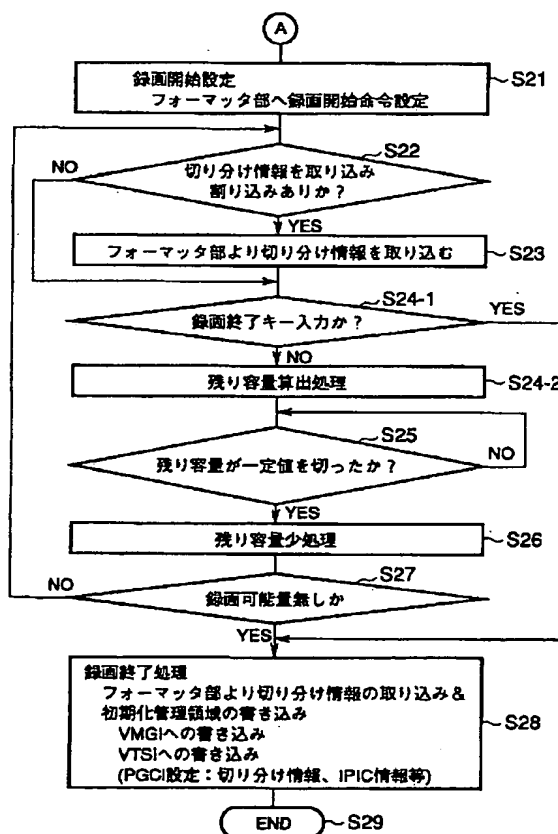 A
録画開始設定
フォーマッタ部へ録画開始命令設定
S21
S22
NO
切り分け情報を取り込み
割り込みありか？
YES
フォーマッタ部より切り分け情報を取り込む
S23
S24-1
YES
録画終了キー入力か？
NO
残り容量算出処理
S24-2
S25
NO
残り容量が一定値を切ったか？
YES
残り容量少処理
S26
S27
NO
録画可能量無しか
YES
録画終了処理
フォーマッタ部より切り分け情報の取り込み＆
初期化管理領域の書き込み
VMGIへの書き込み
VTSIへの書き込み
(PGCI設定：切り分け情報、IPIC情報等)
S28
END
S29